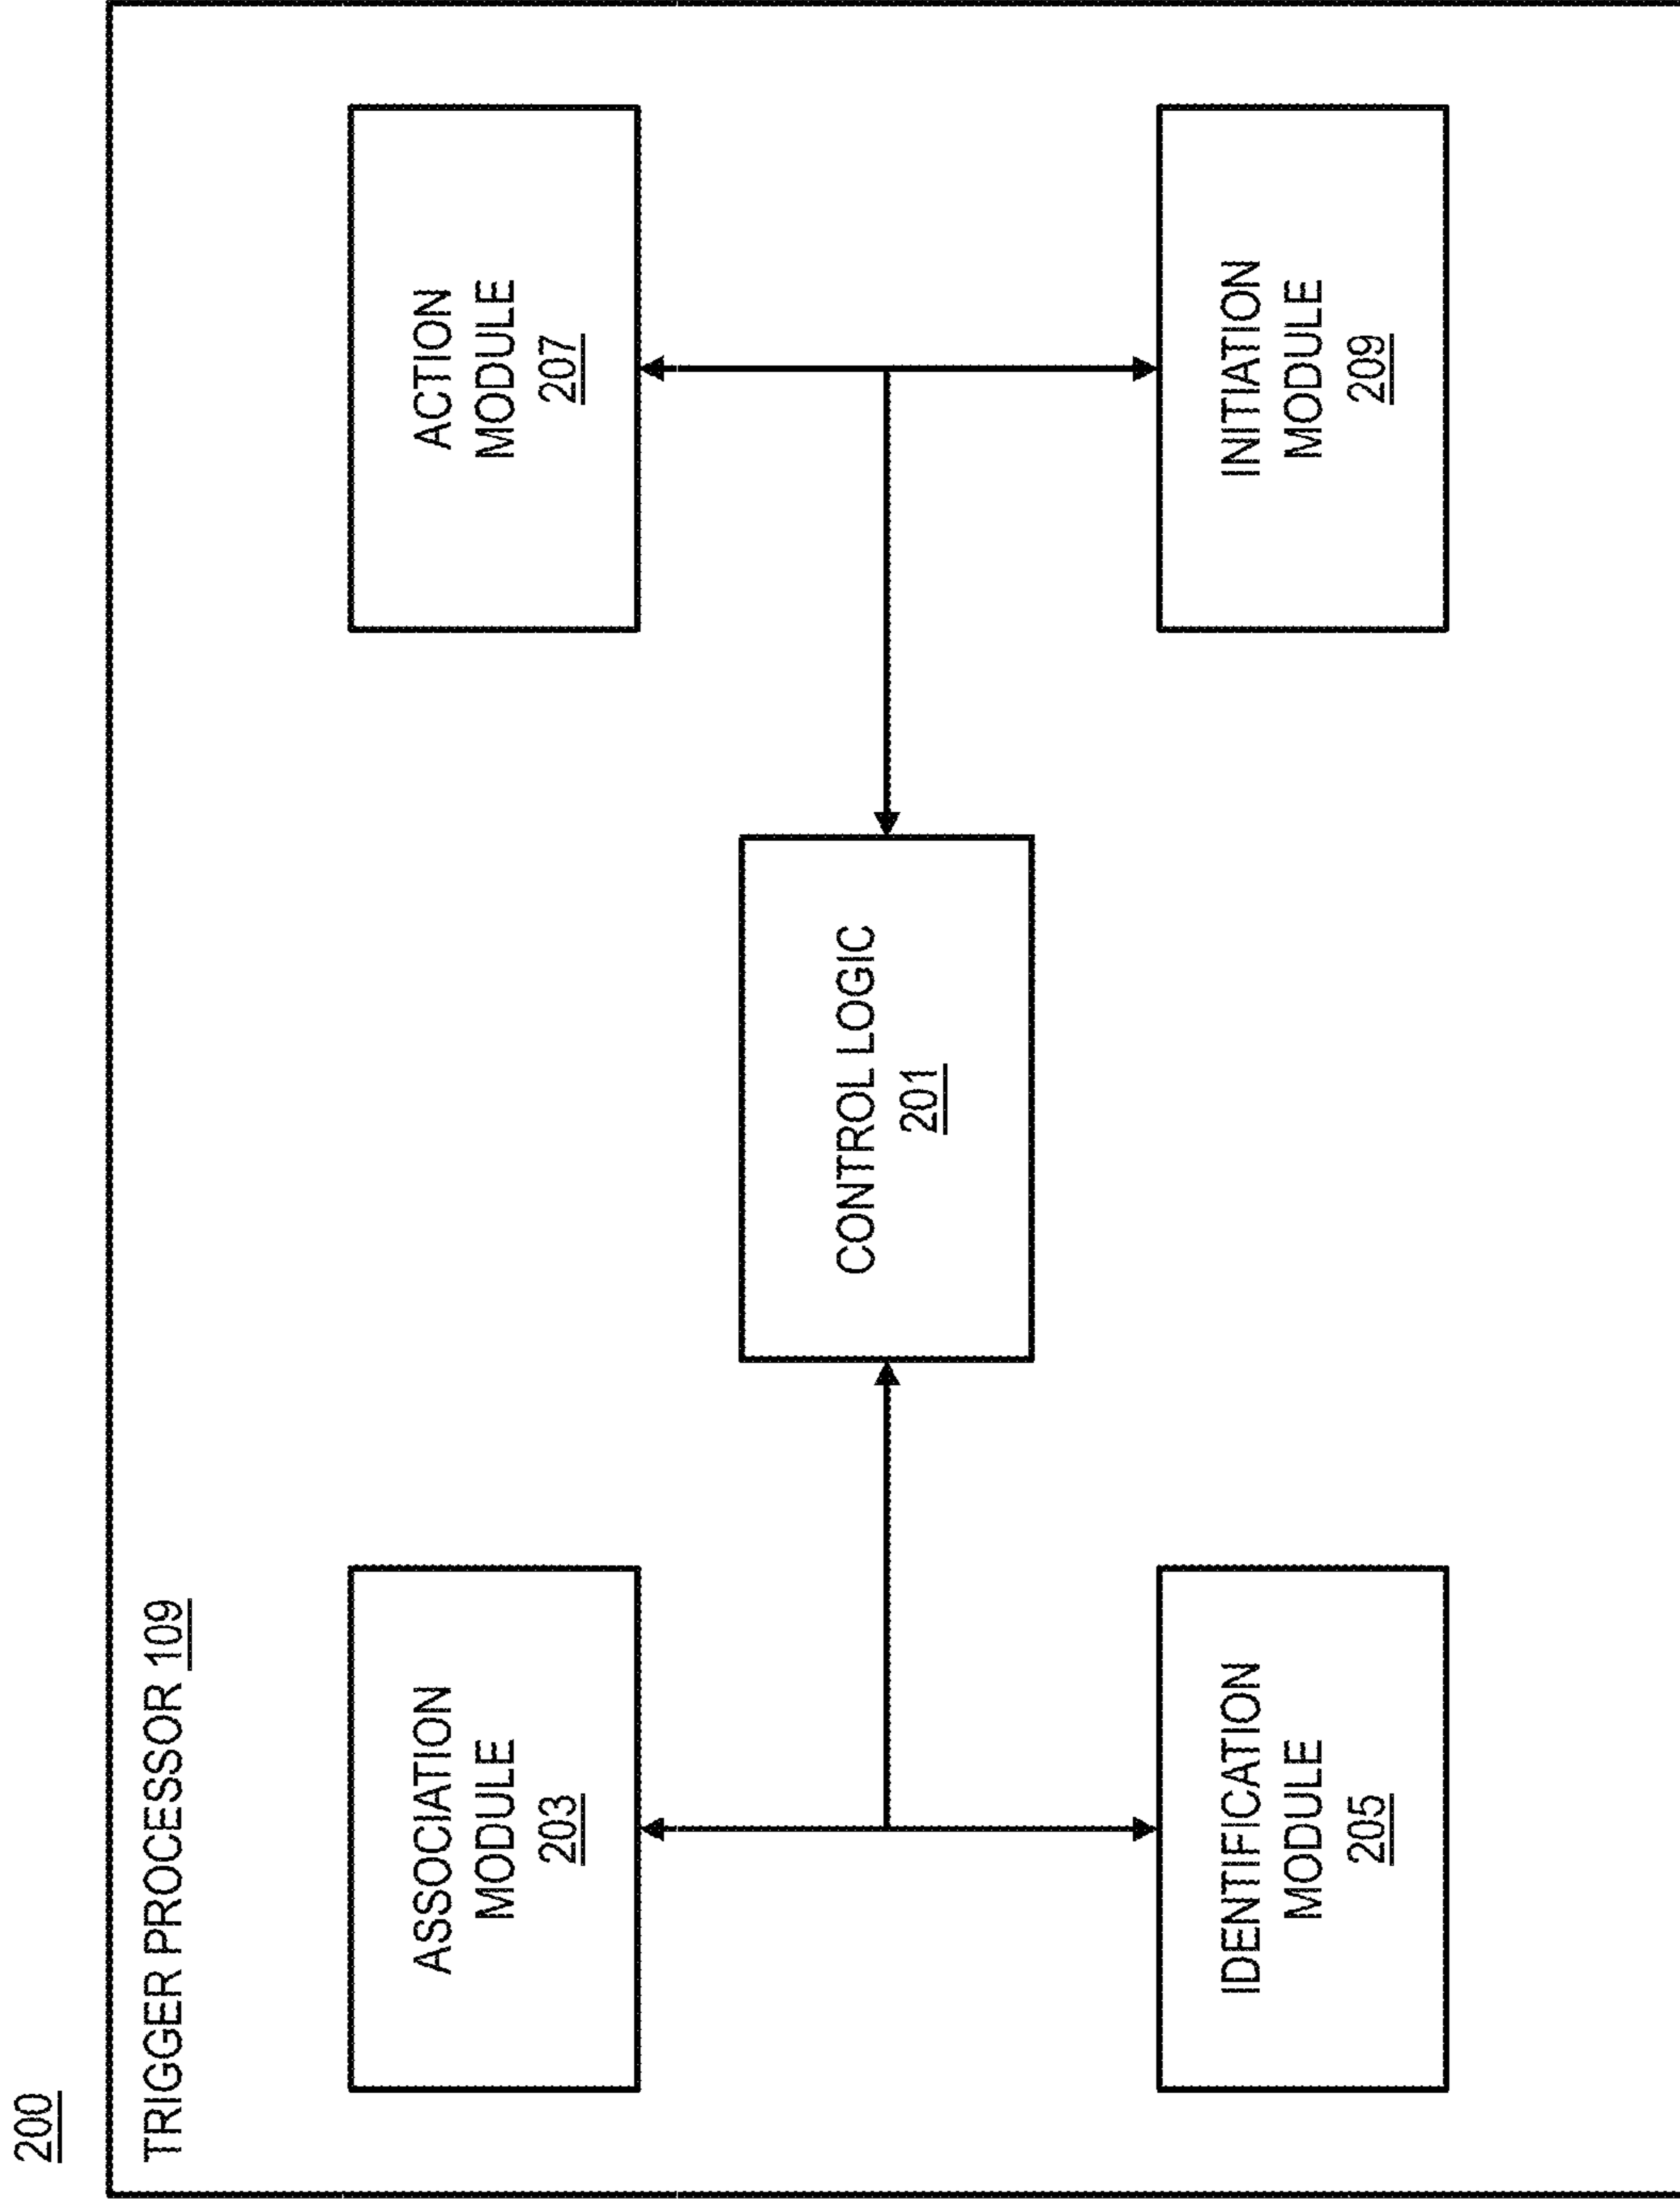 200
TRIGGER PROCESSOR 109
ASSOCIATION
MODULE
203
ACTION
MODULE
207
CONTROL LOGIC
201
IDENTIFICATION
MODULE
205
INITIATION
MODULE
209